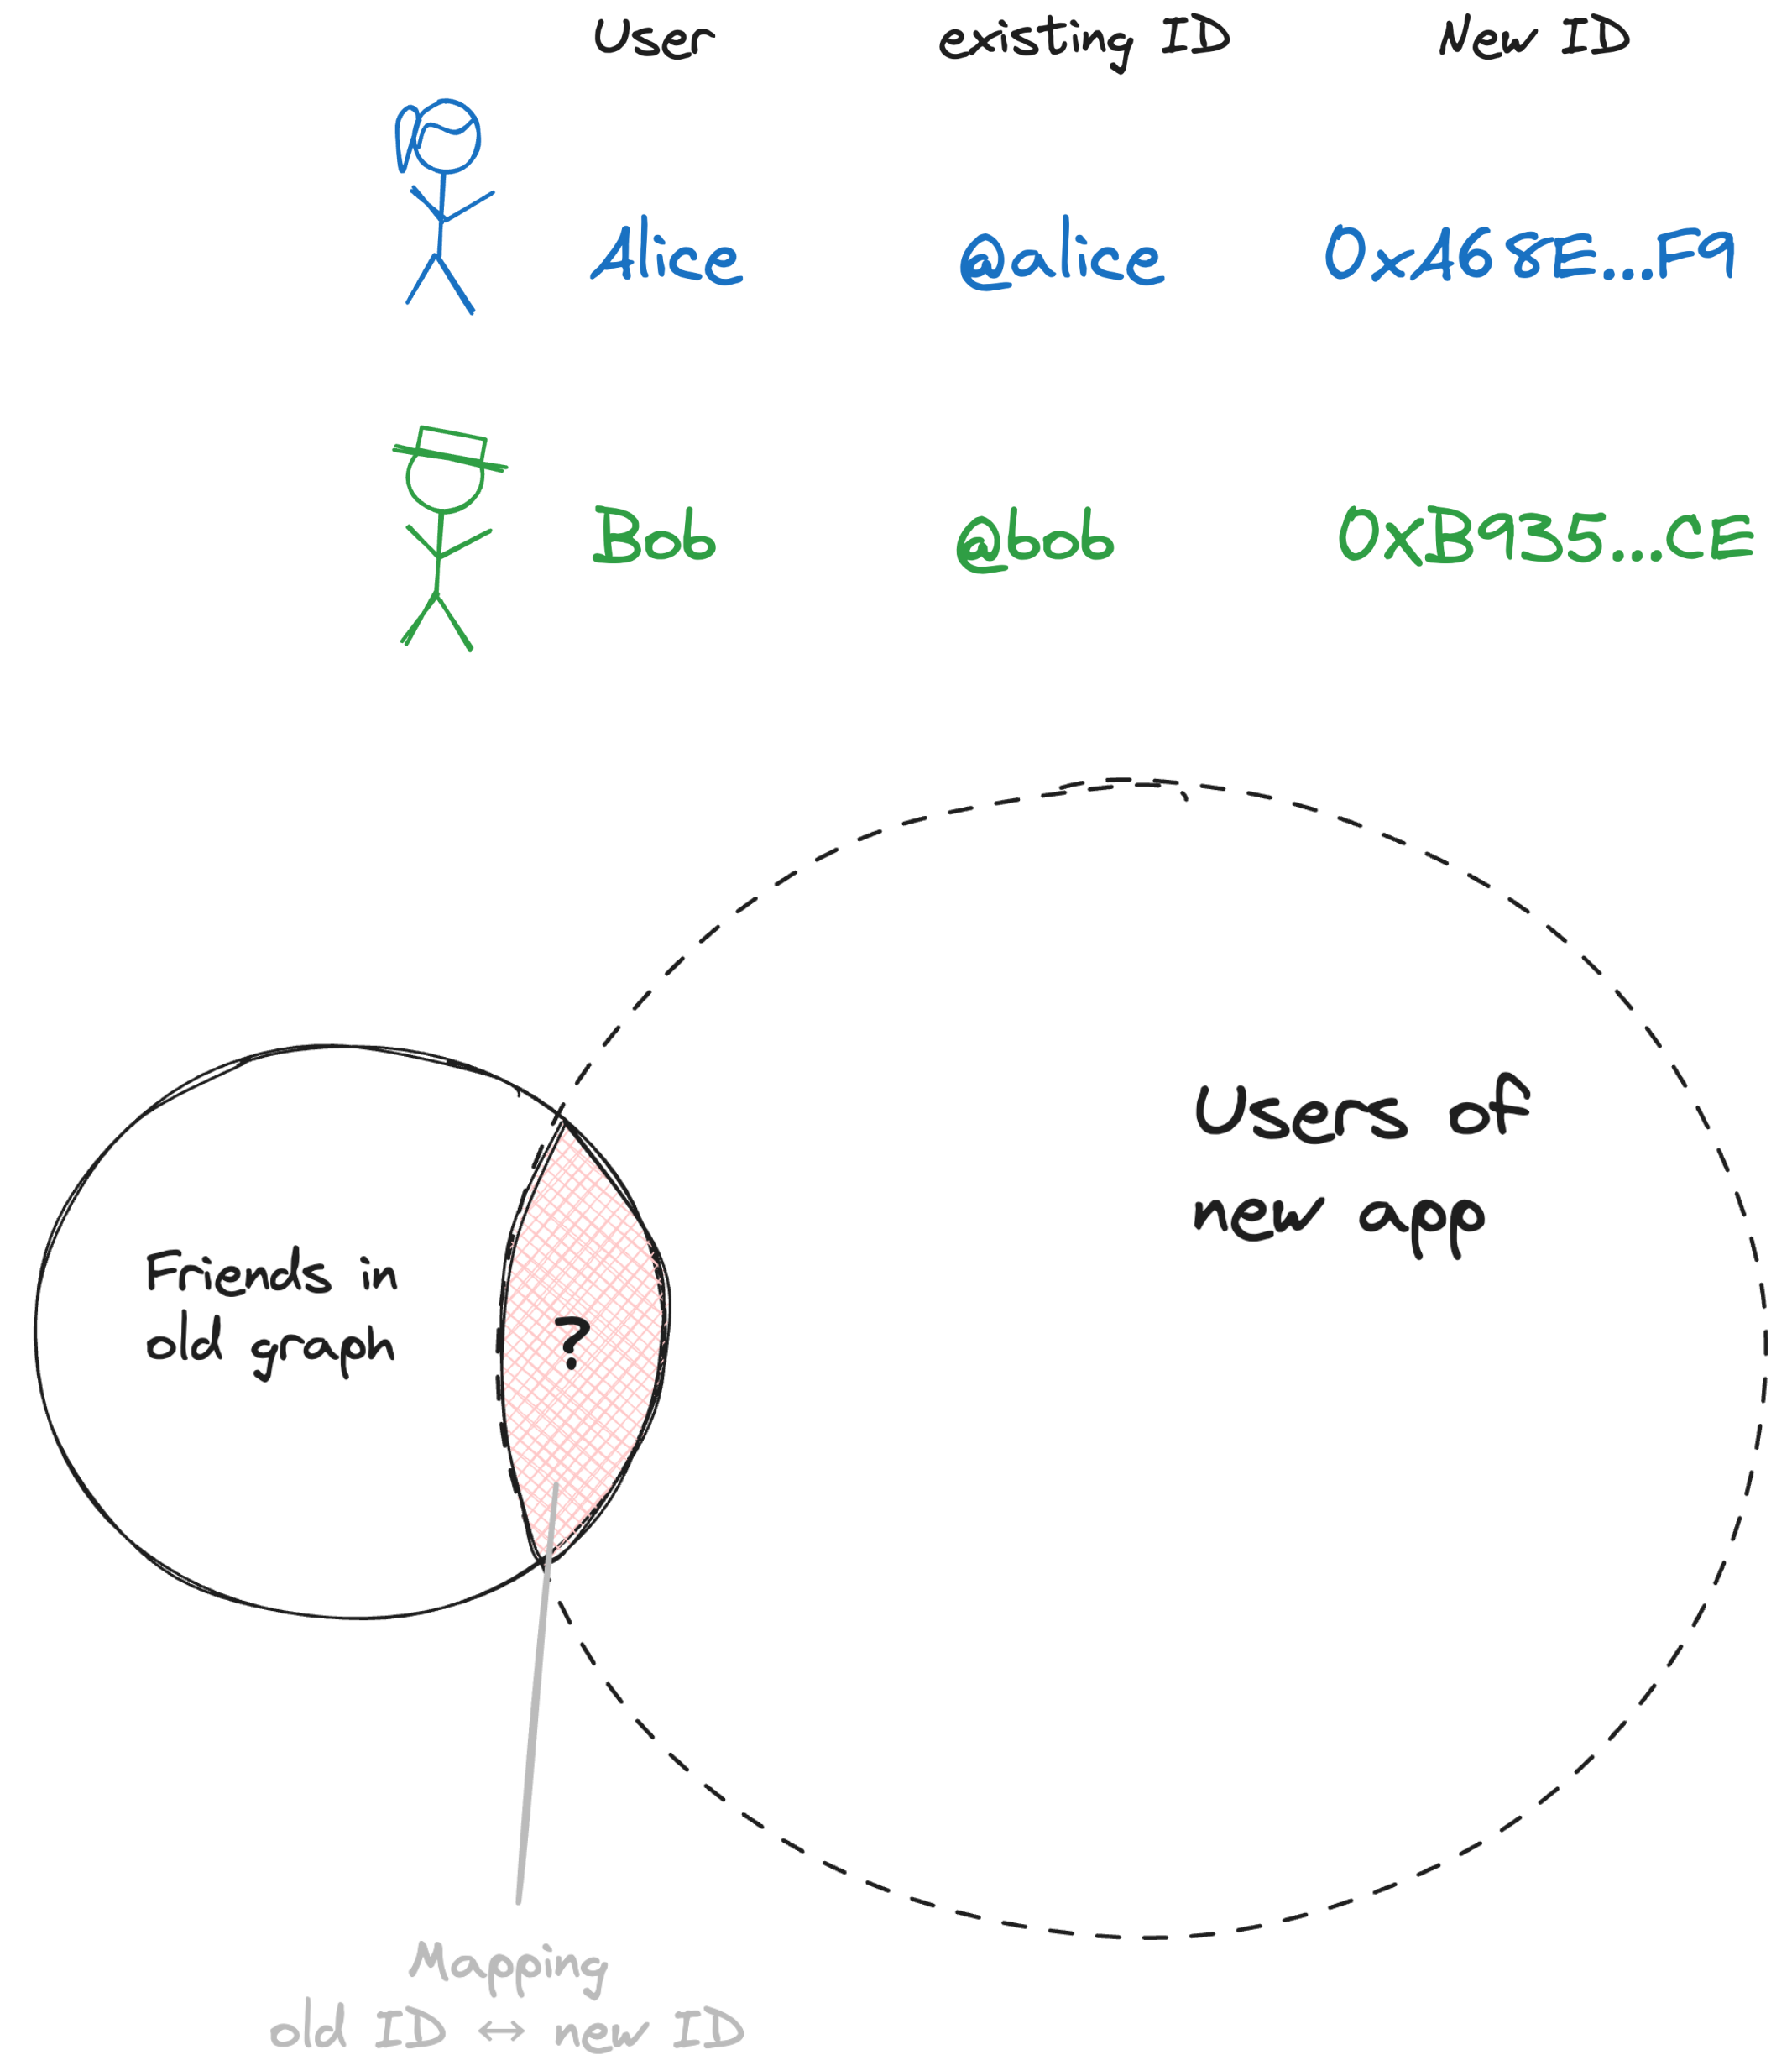 User existing ID New ID
Alice @alice 0xA68E...F9
Bob @bob 0xB935...CE
Users of
new app
Friends in
old graph
?
Mapping
old ID ↔ new ID